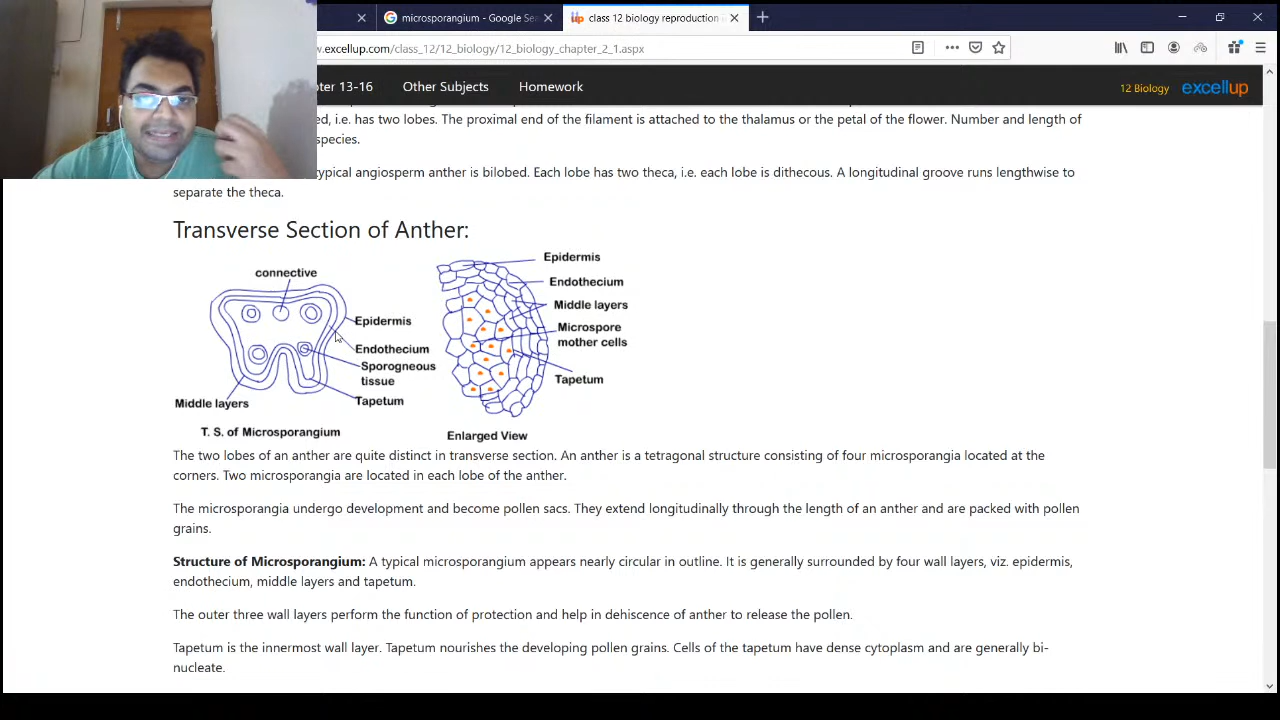 microsporangium - Google Se
class 12 biology reproduction
.excellup.com/class_12/12_biology/12_biology_chapter_2_1.aspx
13-16
Other Subjects
Homework
12 Biology
excellup
i.e. has two lobes. The proximal end of the filament is attached to the thalamus or the petal of the flower. Number and length of
species.
typical angiosperm anther is bilobed. Each lobe has two theca, i.e. each lobe is dithecous. A longitudinal groove runs lengthwise to
separate the theca.
Transverse Section of Anther:
connective
Epidermis
Endothecium
Sporogneous
tissue
Tapetum
Middle layers
T. S. of Microsporangium
Epidermis
Endothecium
Middle layers
Microspore
mother cells
Tapetum
Enlarged View
The two lobes of an anther are quite distinct in transverse section. An anther is a tetragonal structure consisting of four microsporangia located at the
corners. Two microsporangia are located in each lobe of the anther.
The microsporangia undergo development and become pollen sacs. They extend longitudinally through the length of an anther and are packed with pollen
grains.
Structure of Microsporangium: A typical microsporangium appears nearly circular in outline. It is generally surrounded by four wall layers, viz. epidermis,
endothecium, middle layers and tapetum.
The outer three wall layers perform the function of protection and help in dehiscence of anther to release the pollen.
Tapetum is the innermost wall layer. Tapetum nourishes the developing pollen grains. Cells of the tapetum have dense cytoplasm and are generally bi-
nucleate.